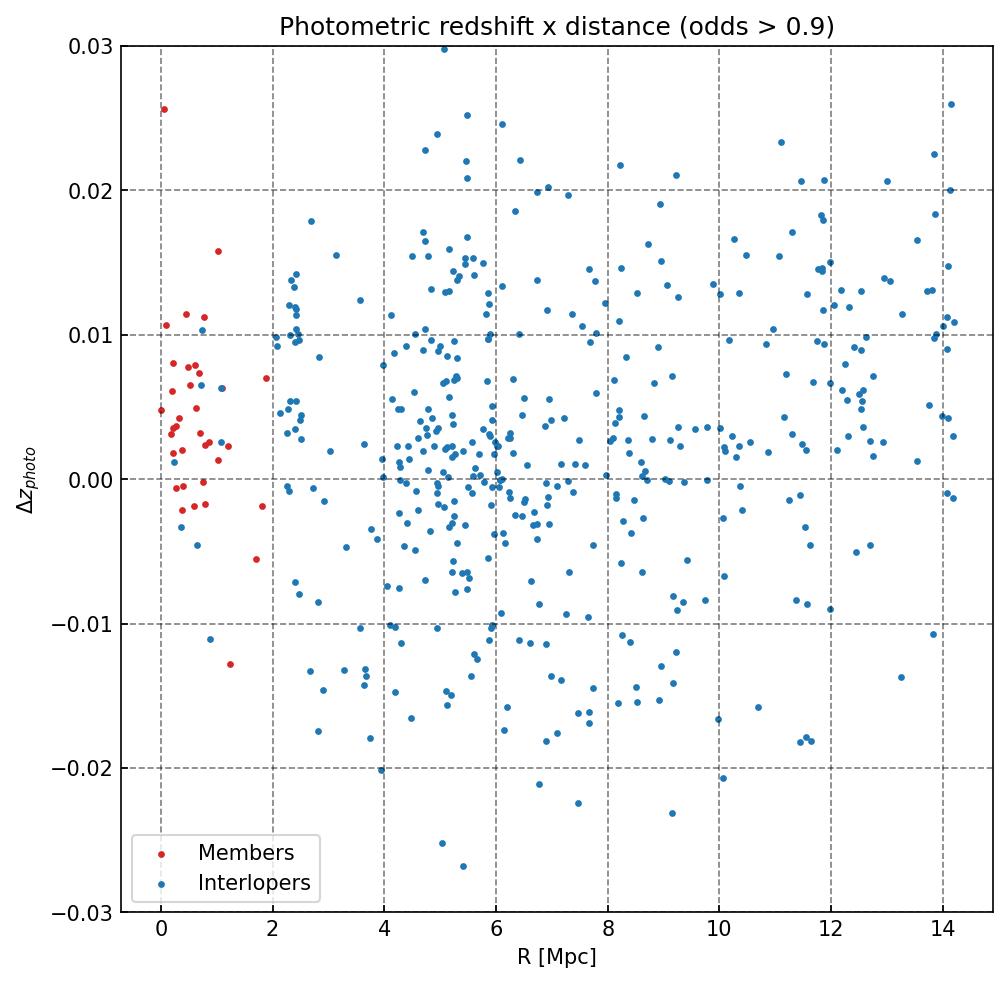 Photometric redshift x distance (odds > 0.9)
0.03
0.02
0.01
0.00
−0.01
−0.02
−0.03
Δz_photo
Members
Interlopers
0 2 4 6 8 10 12 14
R [Mpc]